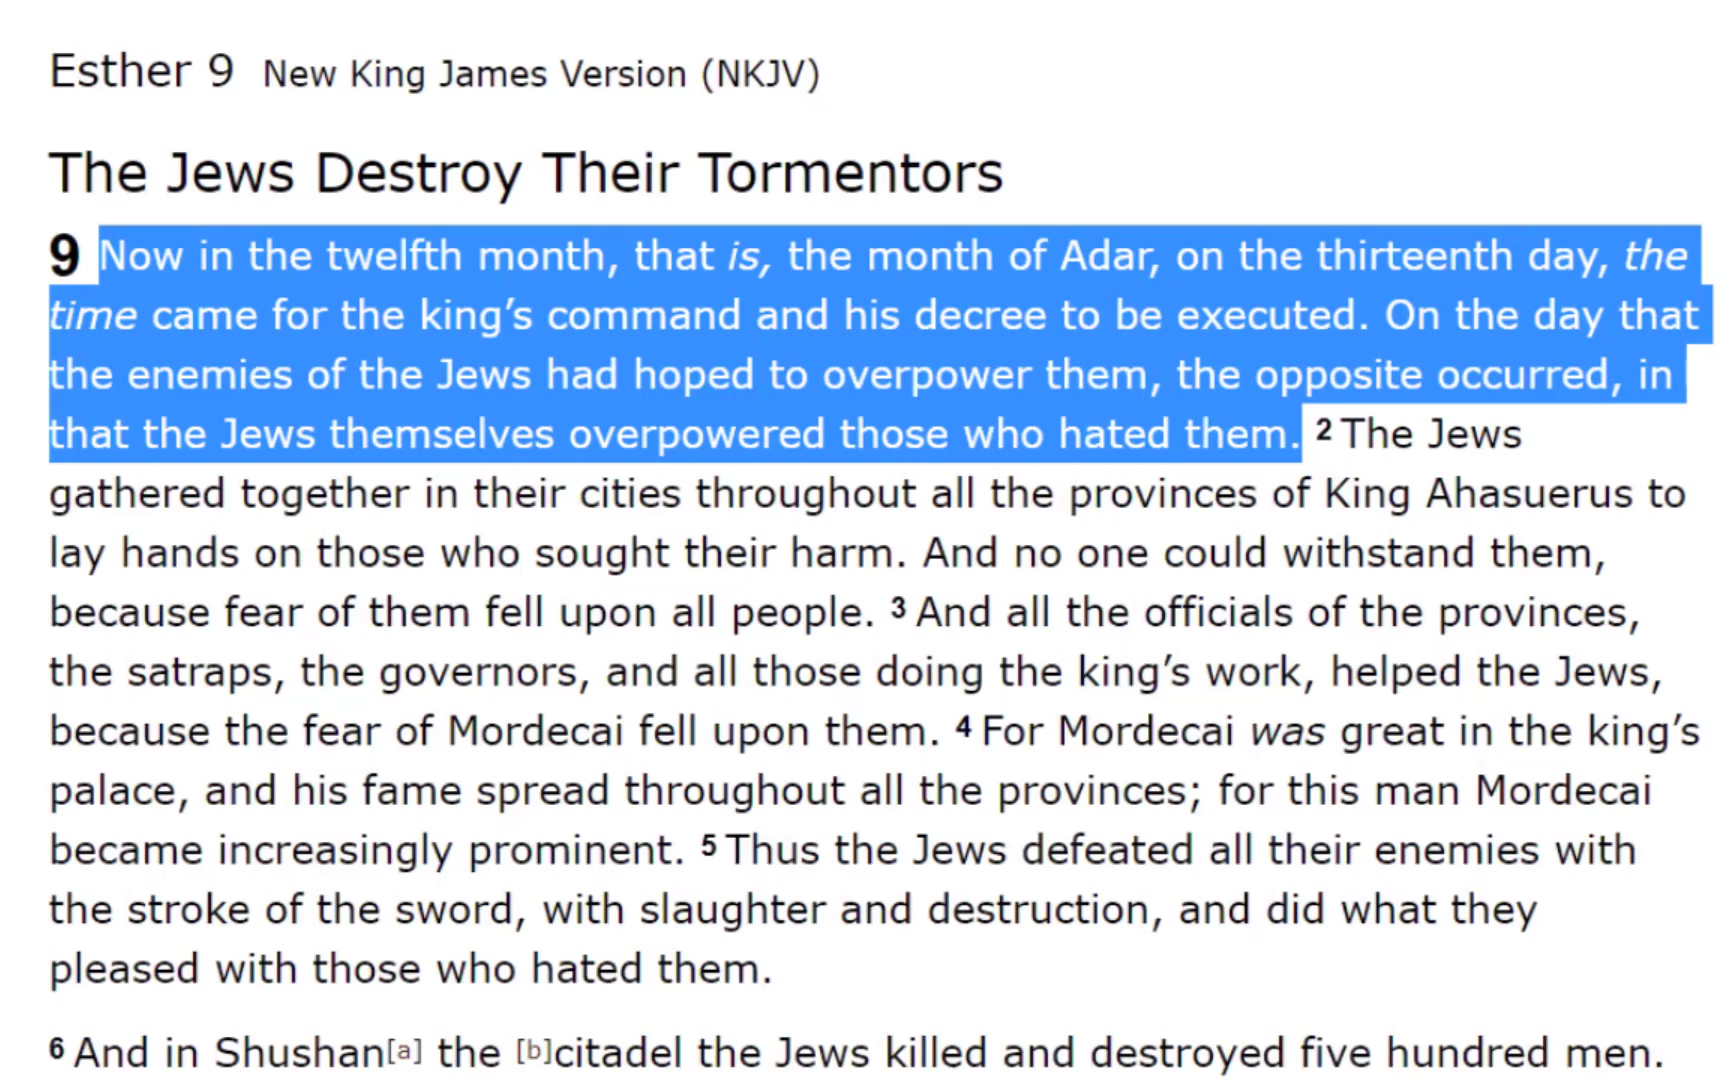 Esther 9 New King James Version (NKJV)
The Jews Destroy Their Tormentors
9 Now in the twelfth month, that is, the month of Adar, on the thirteenth day, the
time came for the king’s command and his decree to be executed. On the day that
the enemies of the Jews had hoped to overpower them, the opposite occurred, in
that the Jews themselves overpowered those who hated them. 2 The Jews
gathered together in their cities throughout all the provinces of King Ahasuerus to
lay hands on those who sought their harm. And no one could withstand them,
because fear of them fell upon all people. 3 And all the officials of the provinces,
the satraps, the governors, and all those doing the king’s work, helped the Jews,
because the fear of Mordecai fell upon them. 4 For Mordecai was great in the king’s
palace, and his fame spread throughout all the provinces; for this man Mordecai
became increasingly prominent. 5 Thus the Jews defeated all their enemies with
the stroke of the sword, with slaughter and destruction, and did what they
pleased with those who hated them.
6 And in Shushan[a] the [b]citadel the Jews killed and destroyed five hundred men.